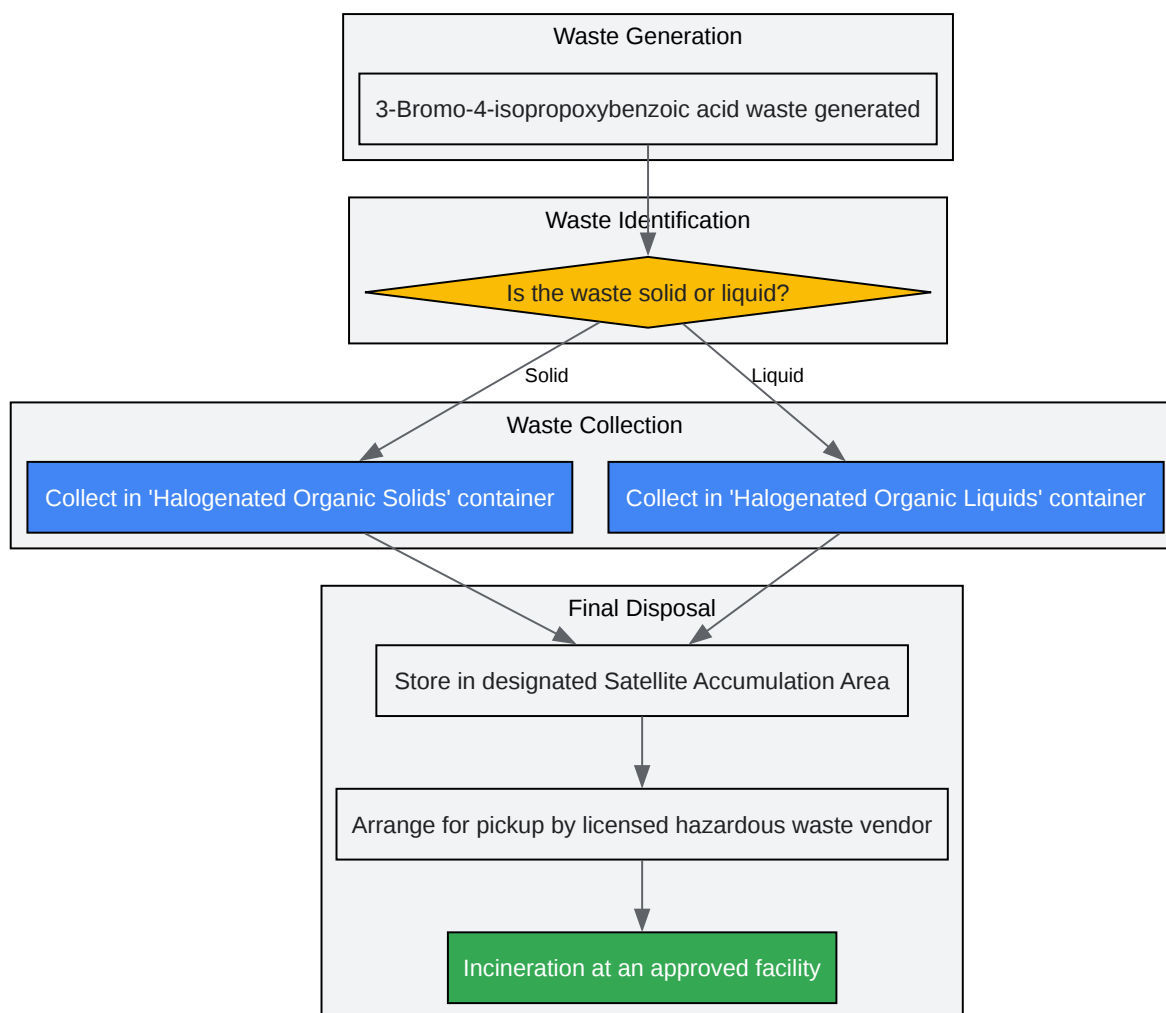 Waste Generation
3-Bromo-4-isopropoxybenzoic acid waste generated
Waste Identification
Is the waste solid or liquid?
Solid
Liquid
Waste Collection
Collect in 'Halogenated Organic Solids' container
Collect in 'Halogenated Organic Liquids' container
Final Disposal
Store in designated Satellite Accumulation Area
Arrange for pickup by licensed hazardous waste vendor
Incineration at an approved facility